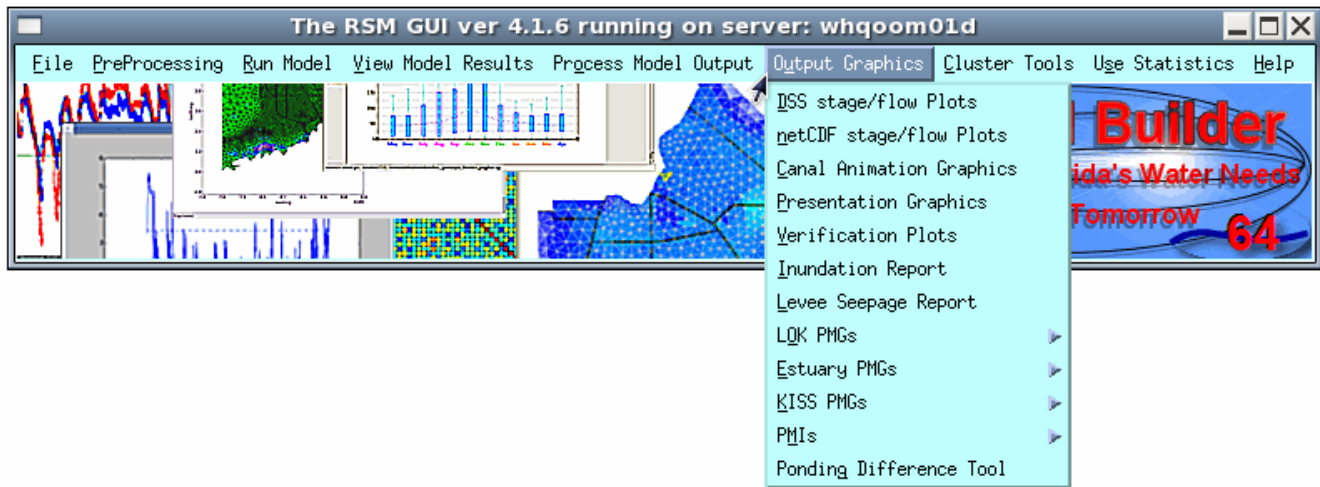 The RSM GUI ver 4.1.6 running on server: whqoom01d
File PreProcessing Run Model View Model Results Process Model Output Output Graphics Cluster Tools Use Statistics Help
DSS stage/flow Plots
netCDF stage/flow Plots
Canal Animation Graphics
Presentation Graphics
Verification Plots
Inundation Report
Levee Seepage Report
LOK PMGs
Estuary PMGs
KISS PMGs
PMIs
Ponding Difference Tool
Builder
ida's Water Needs
Tomorrow
64